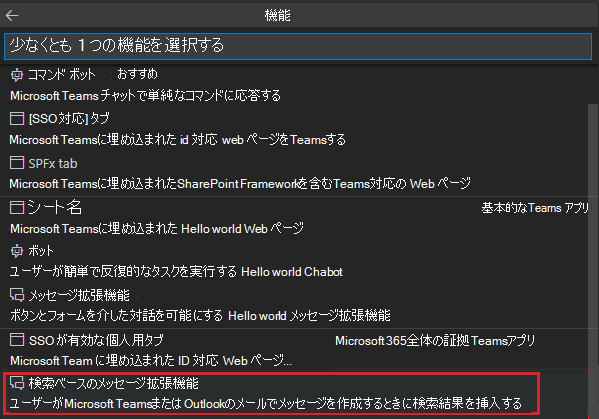 機能
少なくとも 1つの機能を選択する
コマンド ボット おすすめ
Microsoft Teams チャットで単純なコマンドに応答する
[SSO 対応] タブ
Microsoft Teamsに埋め込まれた id 対応 web ページをTeamsする
SPFx tab
Microsoft Teamsに埋め込まれたSharePoint Frameworkを含むTeams対応の Web ページ
シート名 基本的なTeams アプリ
Microsoft Teamsに埋め込まれた Hello world Web ページ
ボット
ユーザーが簡単で反復的なタスクを実行する Hello world Chabot
メッセージ拡張機能
ボタンとフォームを介した対話を可能にする Hello world メッセージ拡張機能
SSO が有効な個人用タブ Microsoft 365全体の証拠Teamsアプリ
Microsoft Team に埋め込まれた ID 対応 Web ページ...
検索ベースのメッセージ拡張機能
ユーザーがMicrosoft Teamsまたは Outlookのメールでメッセージを作成するときに検索結果を挿入する